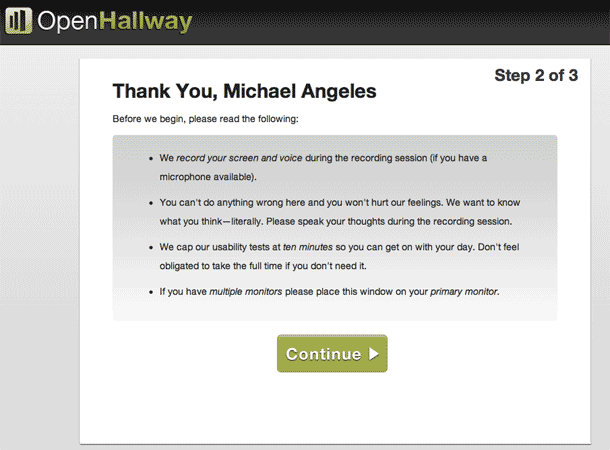 OpenHallway
Step 2 of 3
Thank You, Michael Angeles
Before we begin, please read the following:
• We record your screen and voice during the recording session (if you have a
microphone available).
• You can't do anything wrong here and you won't hurt our feelings. We want to know
what you think—literally. Please speak your thoughts during the recording session.
• We cap our usability tests at ten minutes so you can get on with your day. Don't feel
obligated to take the full time if you don't need it.
• If you have multiple monitors please place this window on your primary monitor.
Continue